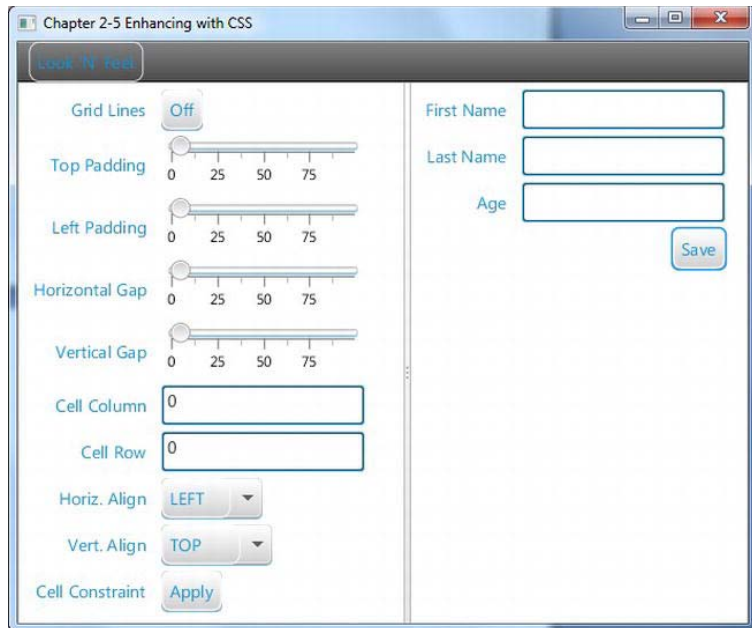 Chapter 2-5 Enhancing with CSS
Look 'N' Feel
Grid Lines Off
Top Padding
0 25 50 75
Left Padding
0 25 50 75
Horizontal Gap
0 25 50 75
Vertical Gap
0 25 50 75
Cell Column 0
Cell Row 0
Horiz. Align LEFT
Vert. Align TOP
Cell Constraint Apply
First Name
Last Name
Age
Save